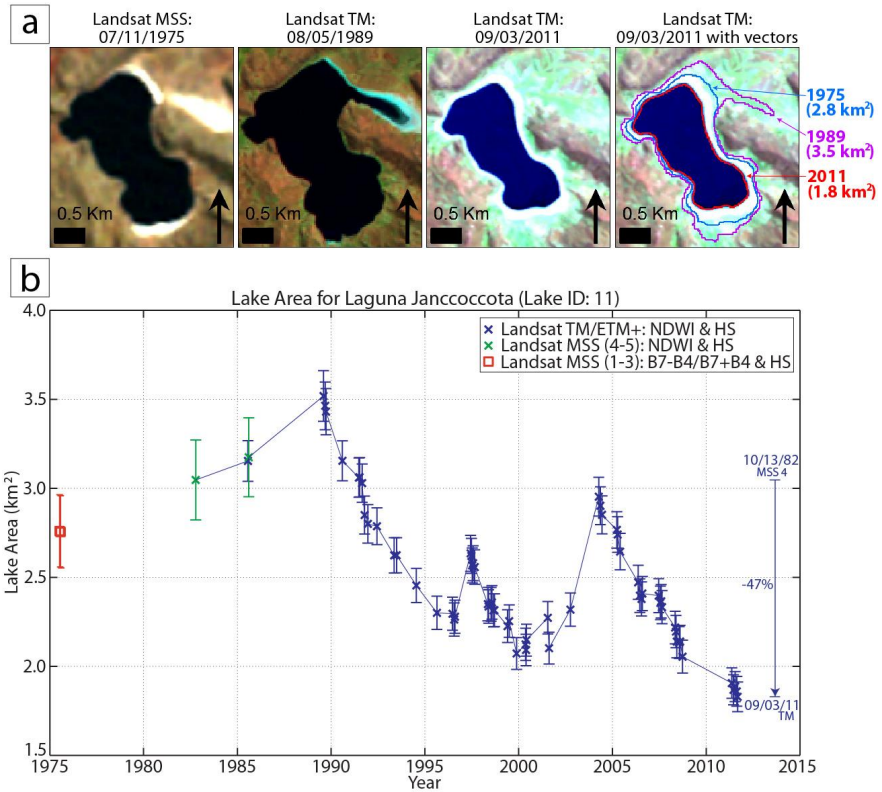 a
Landsat MSS:
07/11/1975
Landsat TM:
08/05/1989
Landsat TM:
09/03/2011
Landsat TM:
09/03/2011 with vectors
0.5 Km
0.5 Km
0.5 Km
0.5 Km
1975
(2.8 km²)
1989
(3.5 km²)
2011
(1.8 km²)
b
Lake Area for Laguna Janccoccota (Lake ID: 11)
Landsat TM/ETM+: NDWI & HS
Landsat MSS (4-5): NDWI & HS
Landsat MSS (1-3): B7-B4/B7+B4 & HS
Lake Area (km²)
4.0
3.5
3.0
2.5
2.0
1.5
10/13/82
MSS 4
-47%
09/03/11
TM
1975
1980
1985
1990
1995
2000
2005
2010
2015
Year